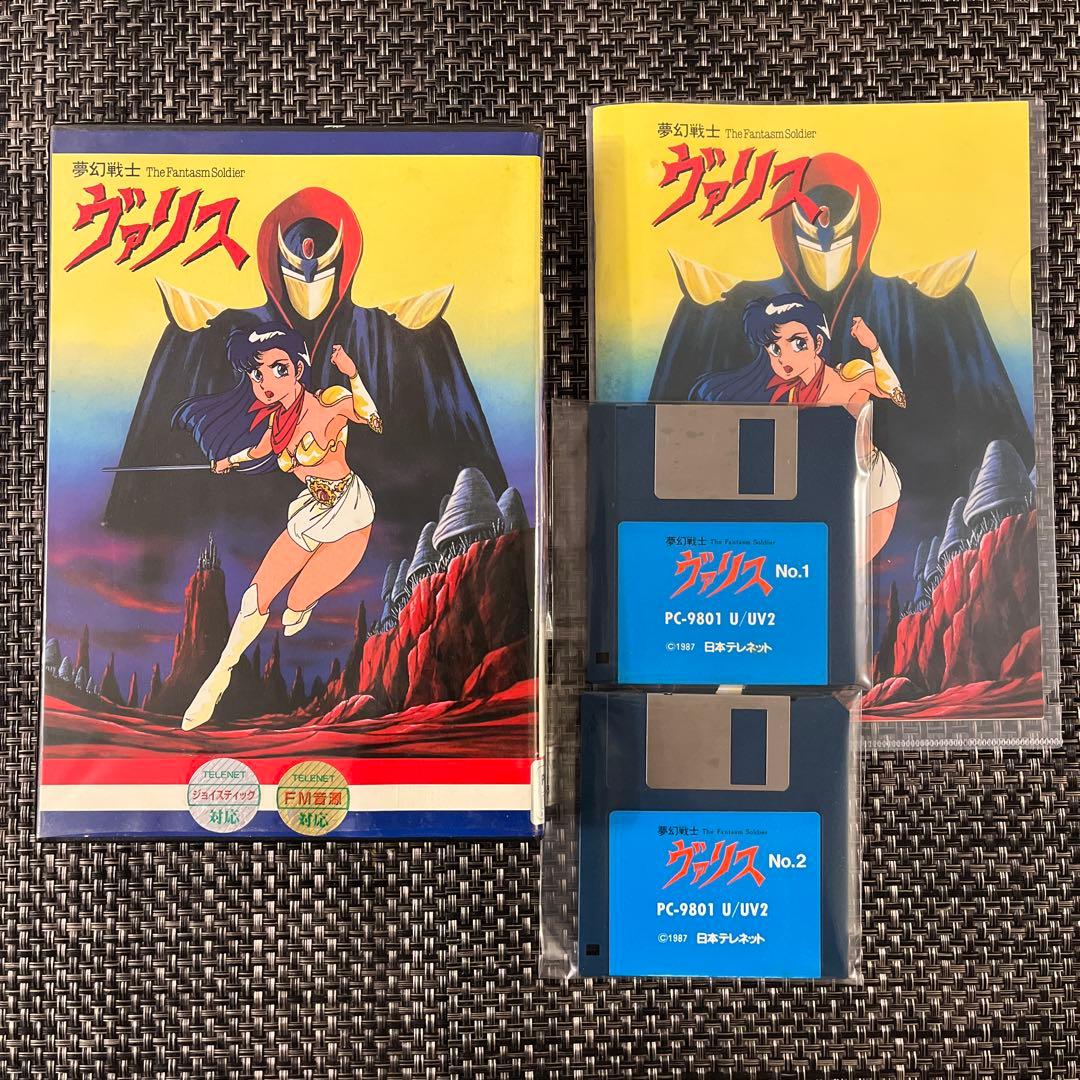 夢幻戦士 The Fantasm Soldier
ヴァリス
TELENET
ジョイスティック
対応
TELENET
FM音源
対応
夢幻戦士 The Fantasm Soldier
ヴァリス
夢幻戦士 The Fantasm Soldier
ヴァリス No.1
PC-9801 U/UV2
©1987 日本テレネット
夢幻戦士 The Fantasm Soldier
ヴァリス No.2
PC-9801 U/UV2
©1987 日本テレネット